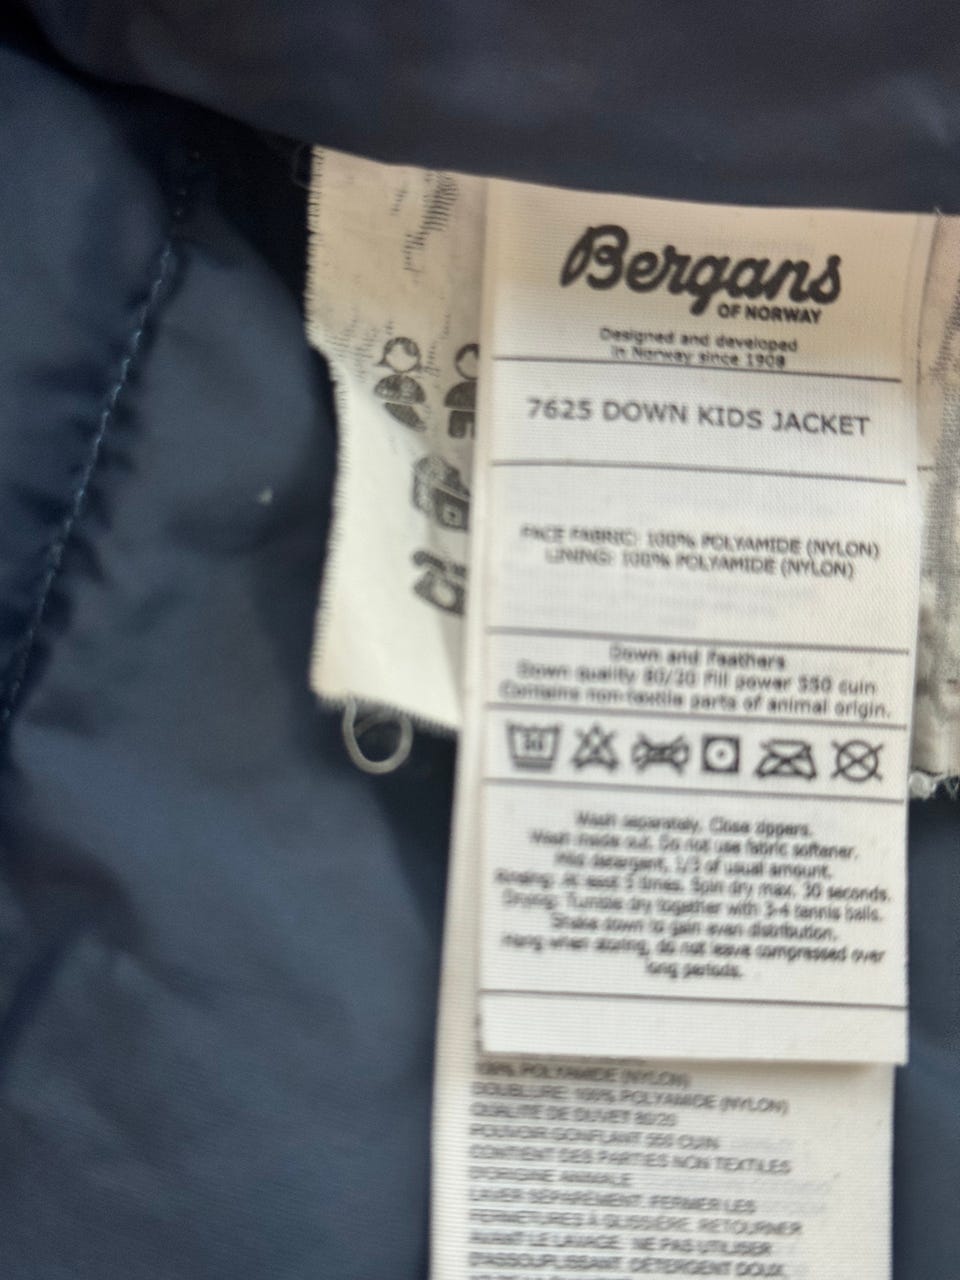 Bergans
OF NORWAY
Designed and developed
in Norway since 1908
7625 DOWN KIDS JACKET
FACE FABRIC: 100% POLYAMIDE (NYLON)
LINING: 100% POLYAMIDE (NYLON)
Down and feathers
Down quality 80/20 Fill power 550 cuin
Contains non-textile parts of animal origin.
30
Wash separately. Close zippers.
Wash inside out. Do not use fabric softener.
Mild detergent, 1/3 of usual amount.
Rinsing: At least 3 times. Spin dry max. 30 seconds.
Drying: Tumble dry together with 3-4 tennis balls.
Shake down to gain even distribution.
Hang when storing, do not leave compressed over
long periods.
100% POLYAMIDE (NYLON)
DOUBLURE: 100% POLYAMIDE (NYLON)
QUALITE DE DUVET 80/20
POUVOIR GONFLANT 550 CUIN
CONTIENT DES PARTIES NON TEXTILES
D'ORIGINE ANIMALE
LAVER SÉPAREMENT. FERMER LES
FERMETURES À GLISSIÈRE. RETOURNER
AVANT LE LAVAGE. NE PAS UTILISER
D'ASSOUPLISSANT. DÉTERGENT DOUX,